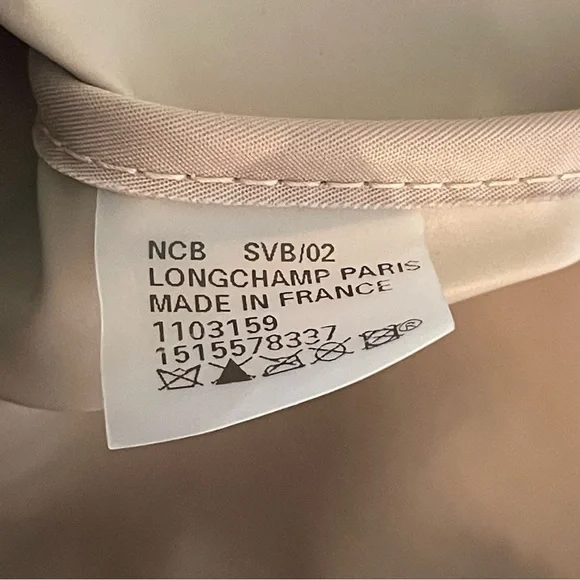 NCB SVB/02
LONGCHAMP PARIS
MADE IN FRANCE
1103159
1515578337
®